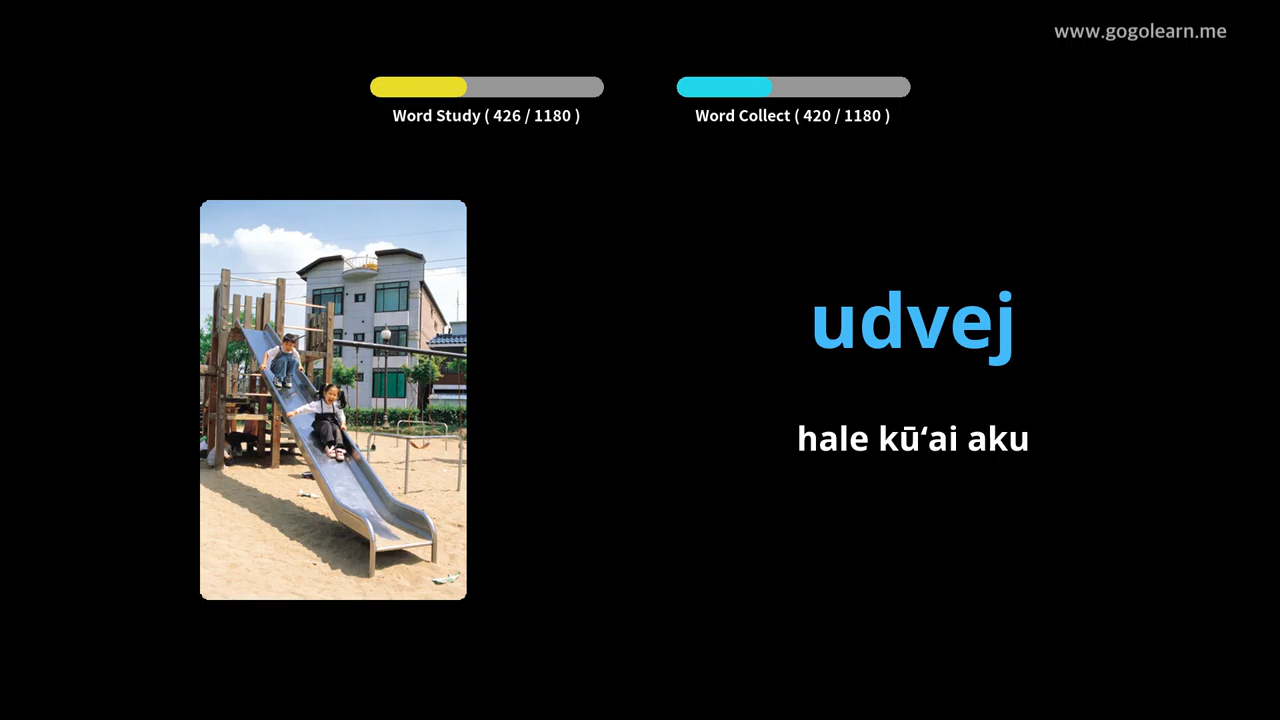 www.gogolearn.me
Word Study ( 426 / 1180 )
Word Collect ( 420 / 1180 )
udvej
hale kūʻai aku